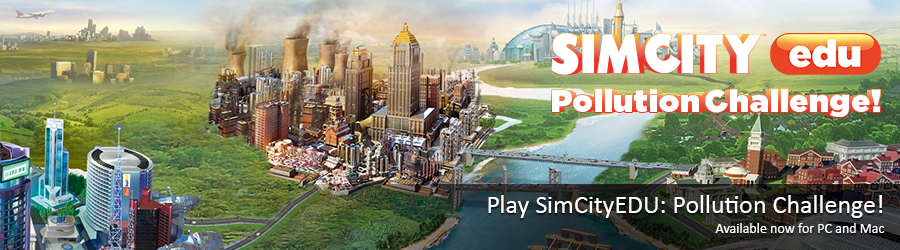 SIMCITY edu
Pollution Challenge!
Play SimCityEDU: Pollution Challenge!
Available now for PC and Mac